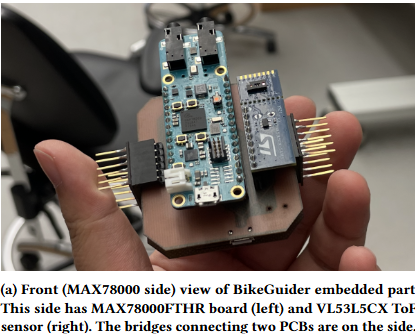 ST
(a) Front (MAX78000 side) view of BikeGuider embedded part.
This side has MAX78000FTHR board (left) and VL53L5CX ToF
sensor (right). The bridges connecting two PCBs are on the side.